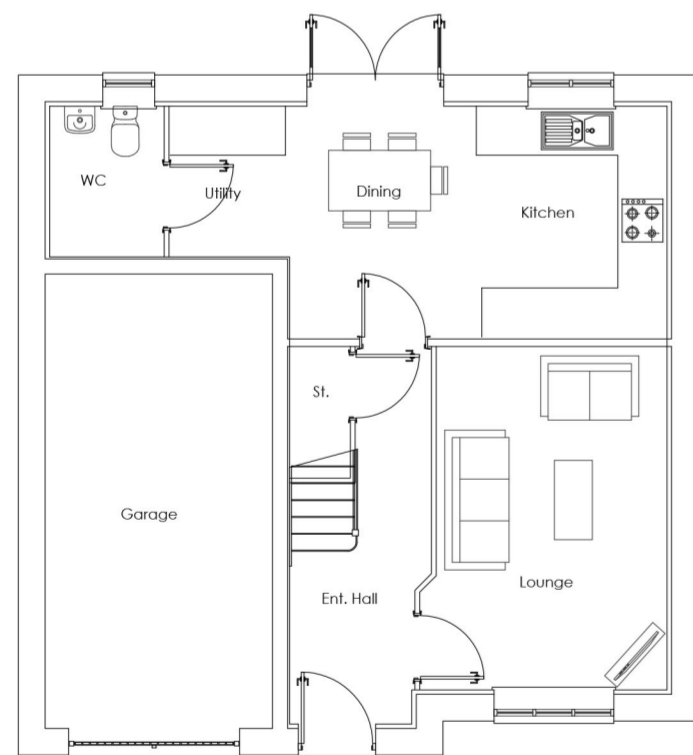 WC
Utility
Dining
Kitchen
St.
Garage
Ent. Hall
Lounge